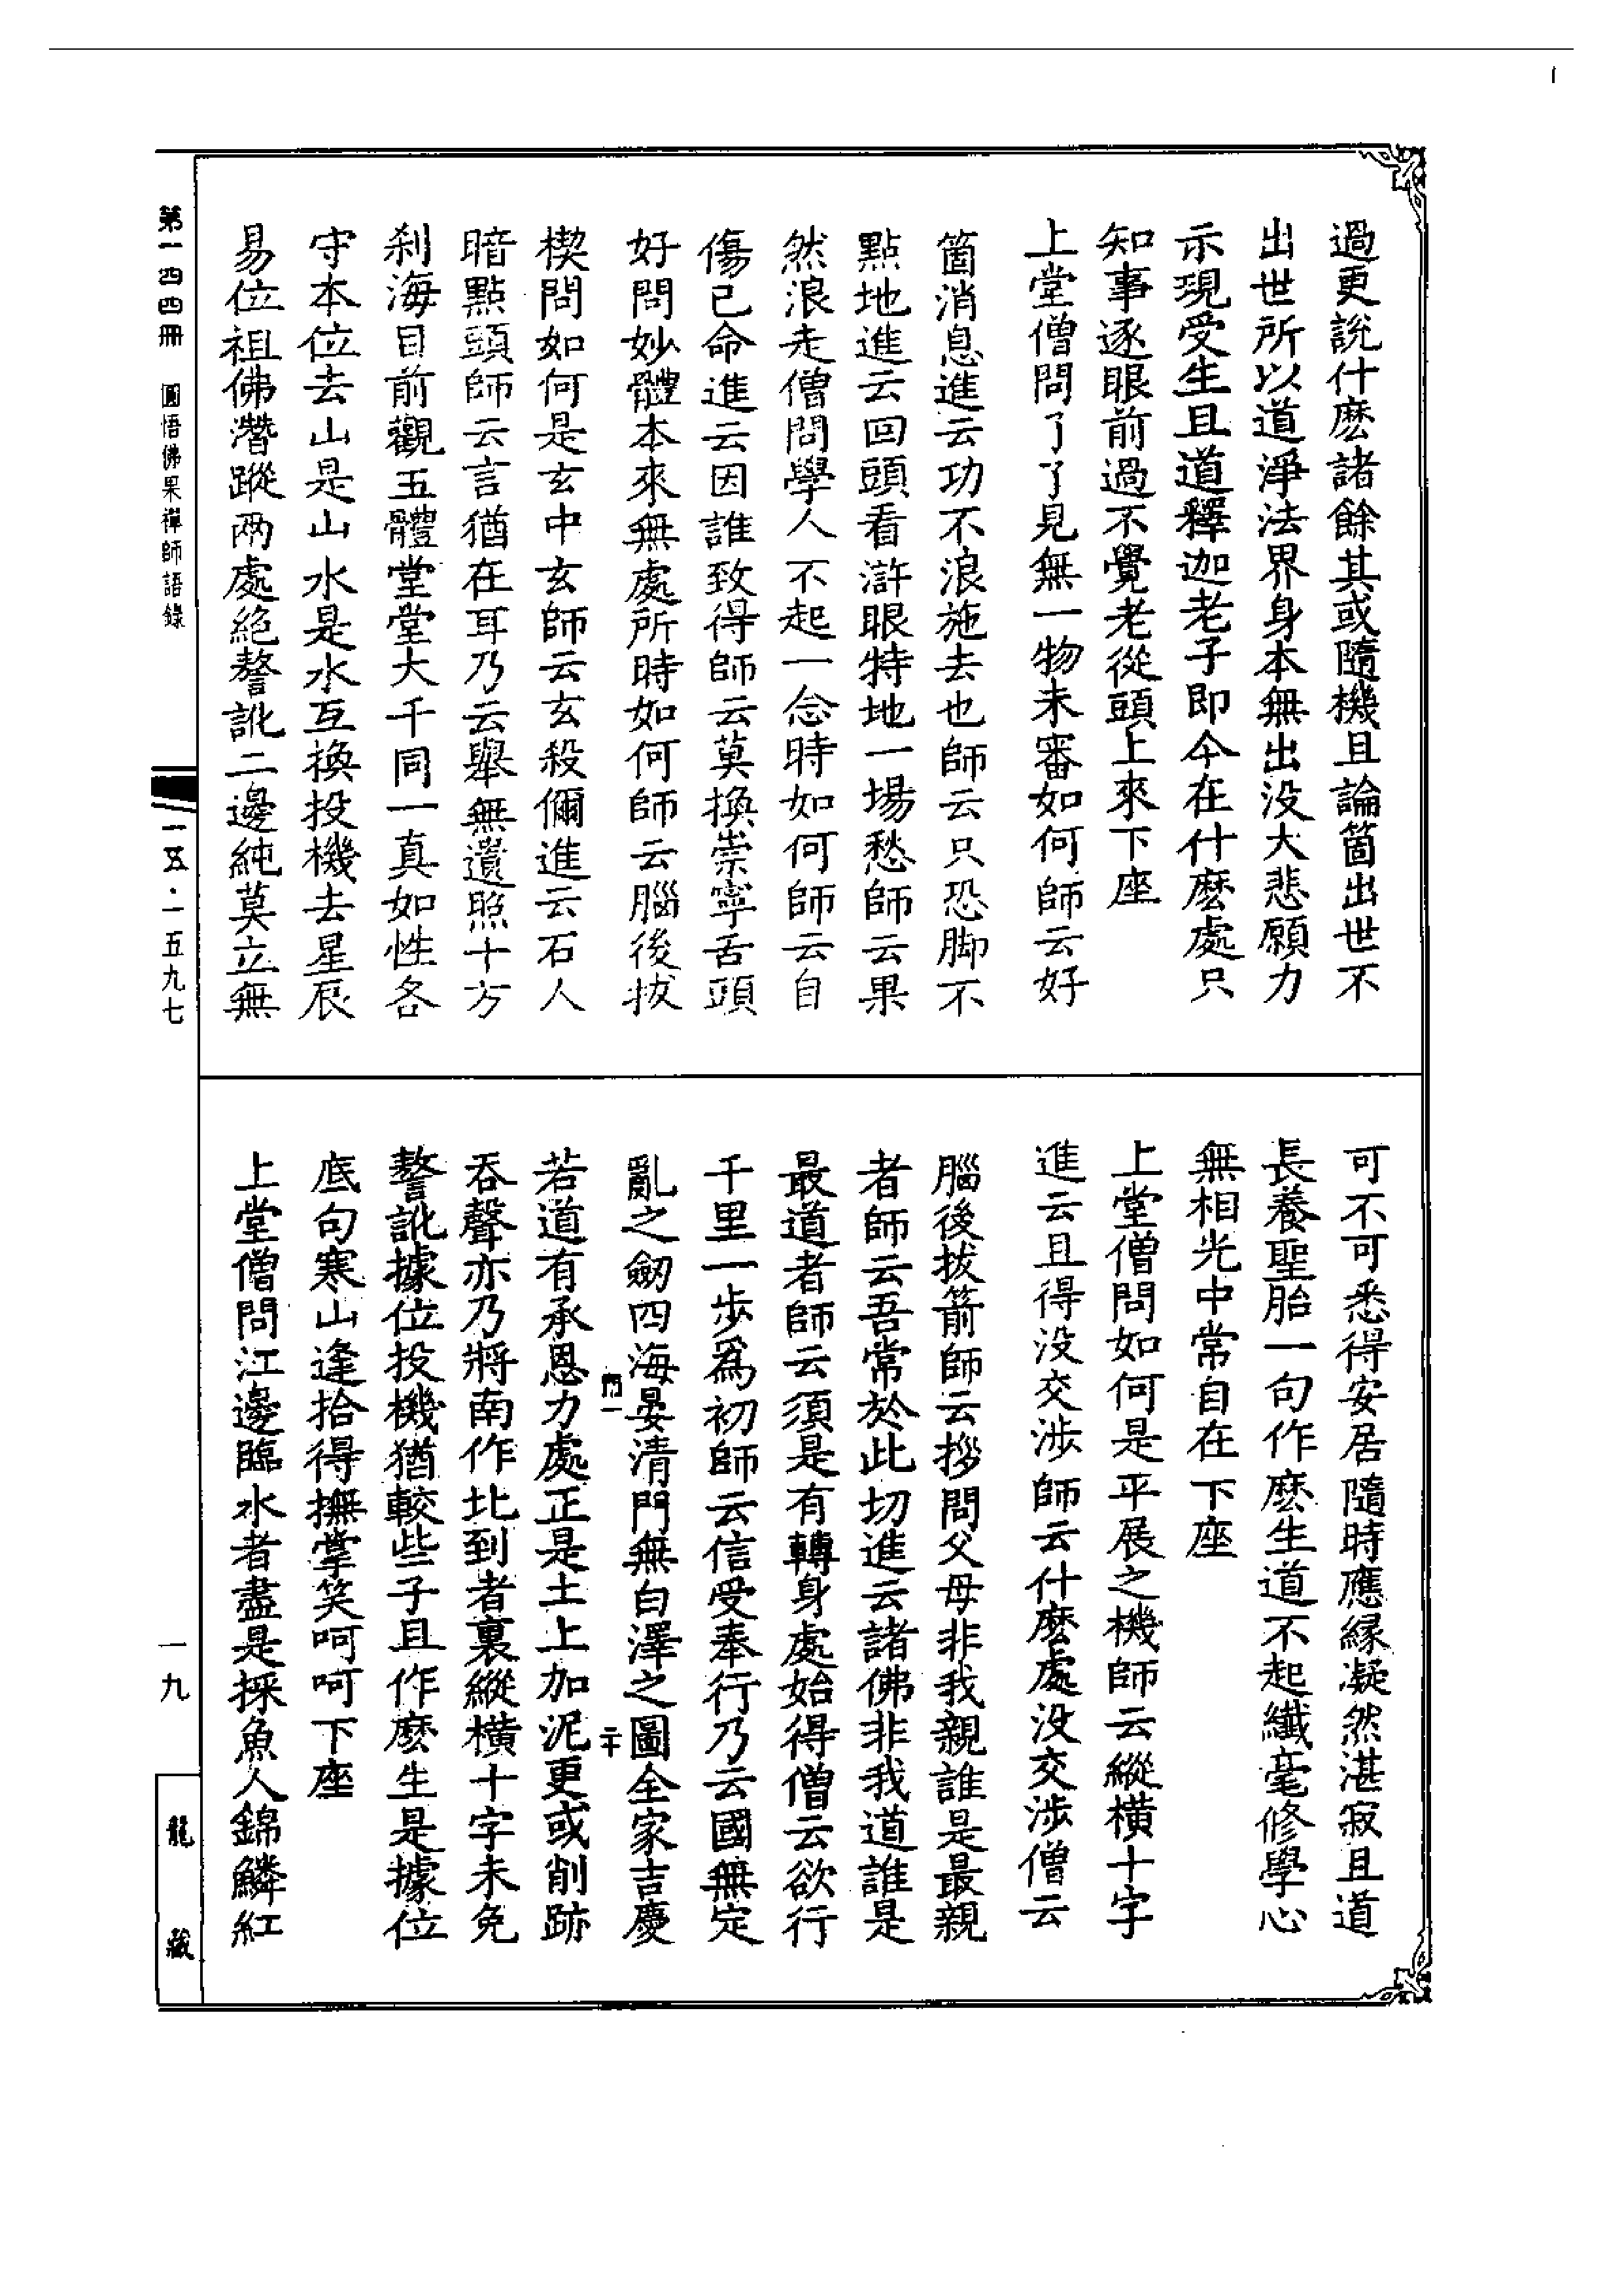 過更說什麽諸餘其或隨機且論箇出世不
出世所以道淨法界身本無出没大悲願力
示現受生且道釋迦老子即今在什麽處只
知事逐眼前過不覺老從頭上來下座
上堂僧問了了見無一物未審如何師云好
箇消息進云功不浪施去也師云只恐脚不
點地進云回頭看滸眼特地一場愁師云果
然浪走僧問學人不起一念時如何師云自
傷已命進云因誰致得師云莫換崇寧舌頭
好問妙體本來無處所時如何師云腦後拔
楔問如何是玄中玄師云玄殺儞進云石人
暗點頭師云言猶在耳乃云舉無遺照十方
刹海目前觀五體堂堂大千同一真如性各
守本位去山是山水是水互換投機去星辰
易位祖佛潛蹤两處絶謷訛二邊純莫立無
可不可悉得安居隨時應緣凝然湛寂且道
長養聖胎一句作麽生道不起纖毫修學心
無相光中常自在下座
上堂僧問如何是平展之機師云縱橫十字
進云且得没交涉師云什麽處没交涉僧云
腦後拔箭師云拶問父母非我親誰是最親
者師云吾常於此切進云諸佛非我道誰是
最道者師云須是有轉身處始得僧云欲行
千里一步爲初師云信受奉行乃云國無定
亂之劒四海晏清門無白澤之圖全家吉慶
若道有承恩力處正是土上加泥更或削跡
吞聲亦乃將南作北到者裏縱橫十字未免
謷訛據位投機猶較些子且作麽生是據位
底句寒山逢拾得撫掌笑呵呵下座
上堂僧問江邊臨水者盡是採魚人錦鱗紅
第一四四冊　圓悟佛果禪師語錄
一五·一五九七
一九
龍藏
二十